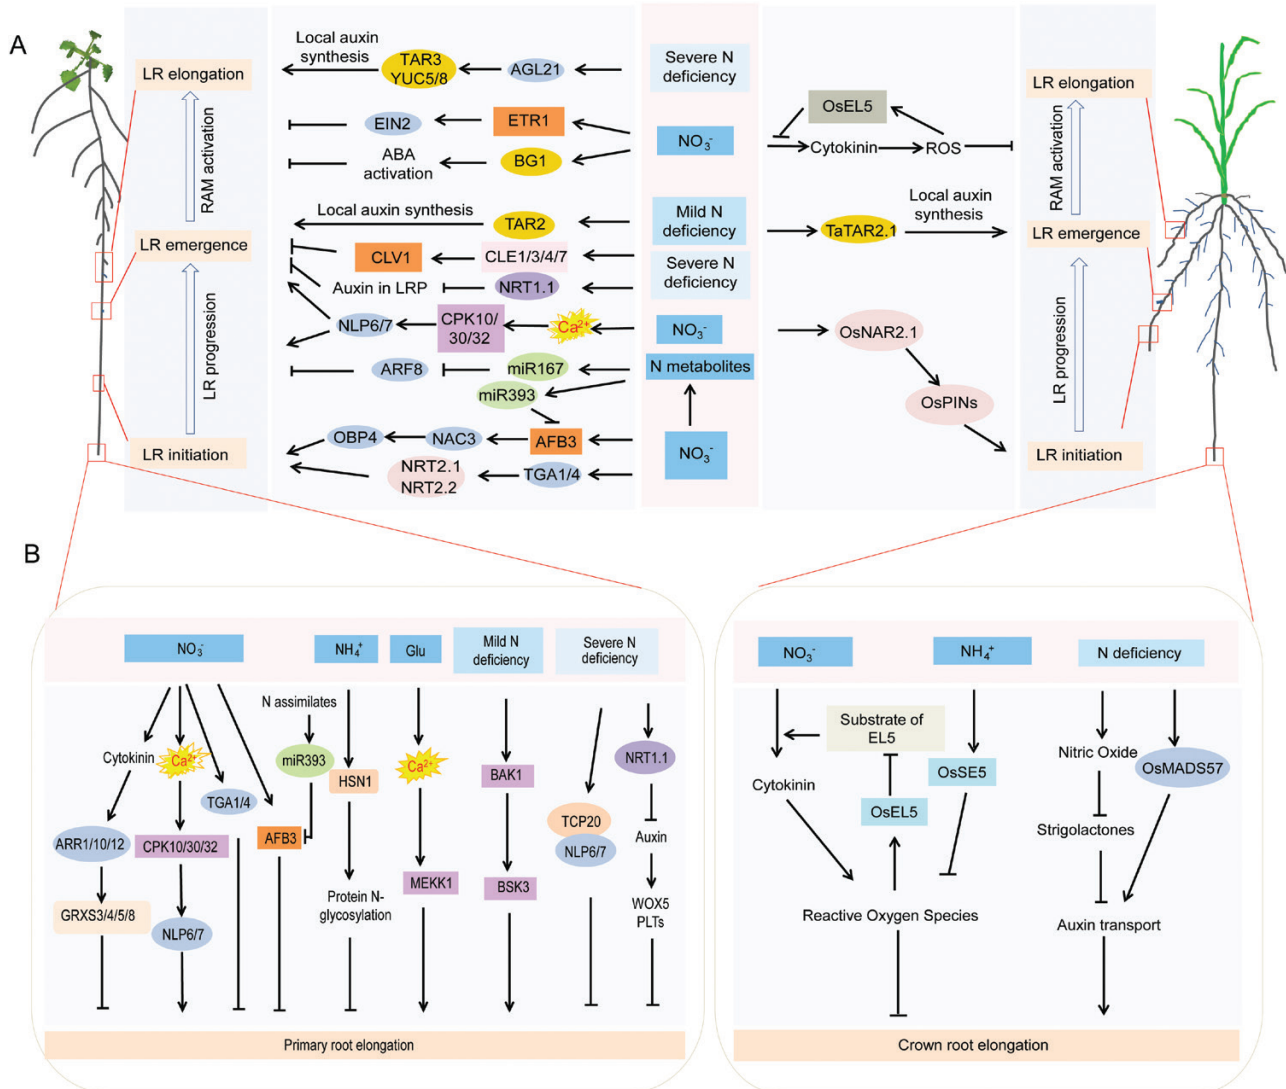 A
LR elongation
RAM activation
LR emergence
LR progression
LR initiation
Local auxin
synthesis
TAR3
YUC5/8
AGL21
Severe N
deficiency
EIN2
ETR1
NO₃⁻
ABA
activation
BG1
Local auxin synthesis
TAR2
Mild N
deficiency
CLV1
CLE1/3/4/7
Severe N
deficiency
Auxin in LRP
NRT1.1
NLP6/7
CPK10/
30/32
Ca²⁺
NO₃⁻
ARF8
miR167
N metabolites
miR393
OBP4
NAC3
AFB3
NO₃⁻
NRT2.1
NRT2.2
TGA1/4
OsEL5
Cytokinin
ROS
Local auxin
synthesis
TaTAR2.1
OsNAR2.1
OsPINs
LR elongation
RAM activation
LR emergence
LR progression
LR initiation
B
NO₃⁻
NH₄⁺
Glu
Mild N
deficiency
Severe N
deficiency
N assimilates
Cytokinin
Ca²⁺
miR393
HSN1
Ca²⁺
BAK1
NRT1.1
TGA1/4
ARR1/10/12
CPK10/30/32
AFB3
TCP20
NLP6/7
Auxin
MEKK1
BSK3
Protein N-
glycosylation
WOX5
PLTs
GRXS3/4/5/8
NLP6/7
Primary root elongation
NO₃⁻
NH₄⁺
N deficiency
Substrate of
EL5
Nitric Oxide
OsMADS57
Cytokinin
OsSE5
OsEL5
Strigolactones
Reactive Oxygen Species
Auxin transport
Crown root elongation